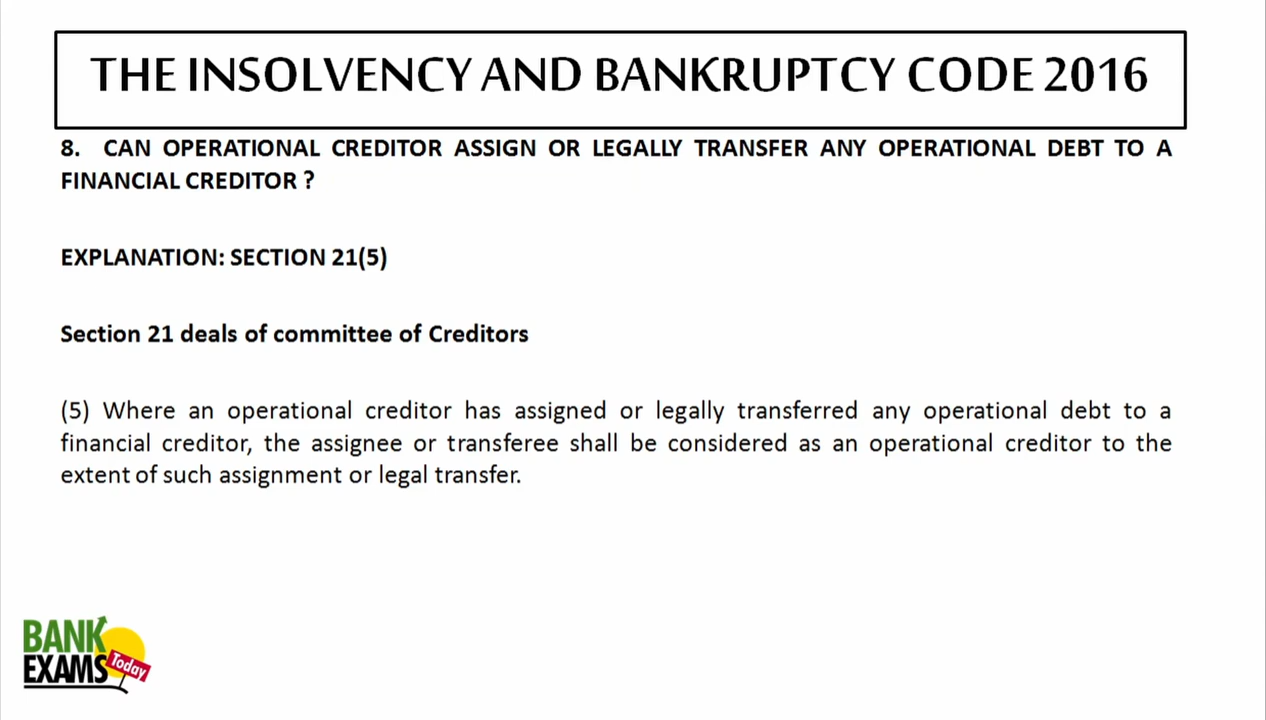 THE INSOLVENCY AND BANKRUPTCY CODE 2016
8. CAN OPERATIONAL CREDITOR ASSIGN OR LEGALLY TRANSFER ANY OPERATIONAL DEBT TO A
FINANCIAL CREDITOR ?
EXPLANATION: SECTION 21(5)
Section 21 deals of committee of Creditors
(5) Where an operational creditor has assigned or legally transferred any operational debt to a
financial creditor, the assignee or transferee shall be considered as an operational creditor to the
extent of such assignment or legal transfer.
BANK
EXAMS
Today